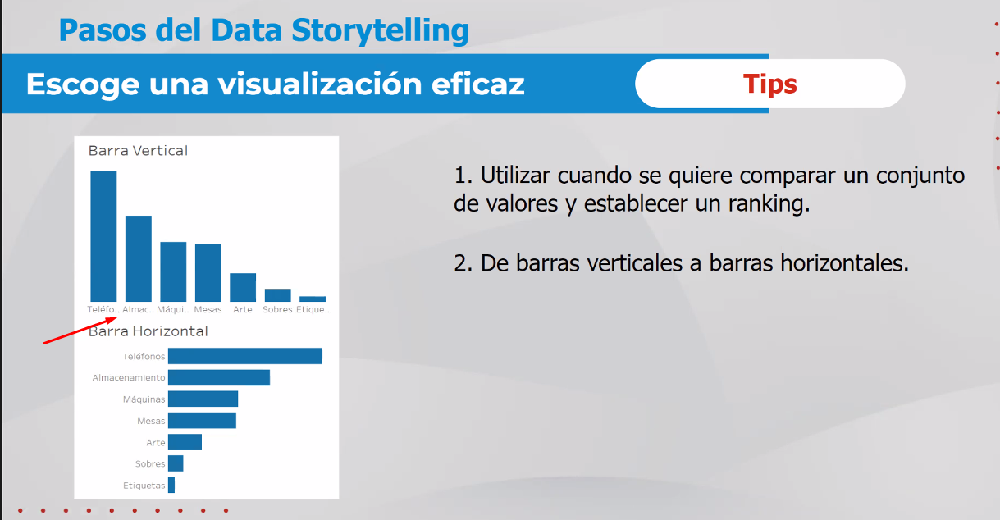 Pasos del Data Storytelling
Escoge una visualización eficaz
Tips
Barra Vertical
Teléfo.. Almac.. Máqui.. Mesas Arte Sobres Etique..
Barra Horizontal
Teléfonos
Almacenamiento
Máquinas
Mesas
Arte
Sobres
Etiquetas
1. Utilizar cuando se quiere comparar un conjunto
de valores y establecer un ranking.
2. De barras verticales a barras horizontales.